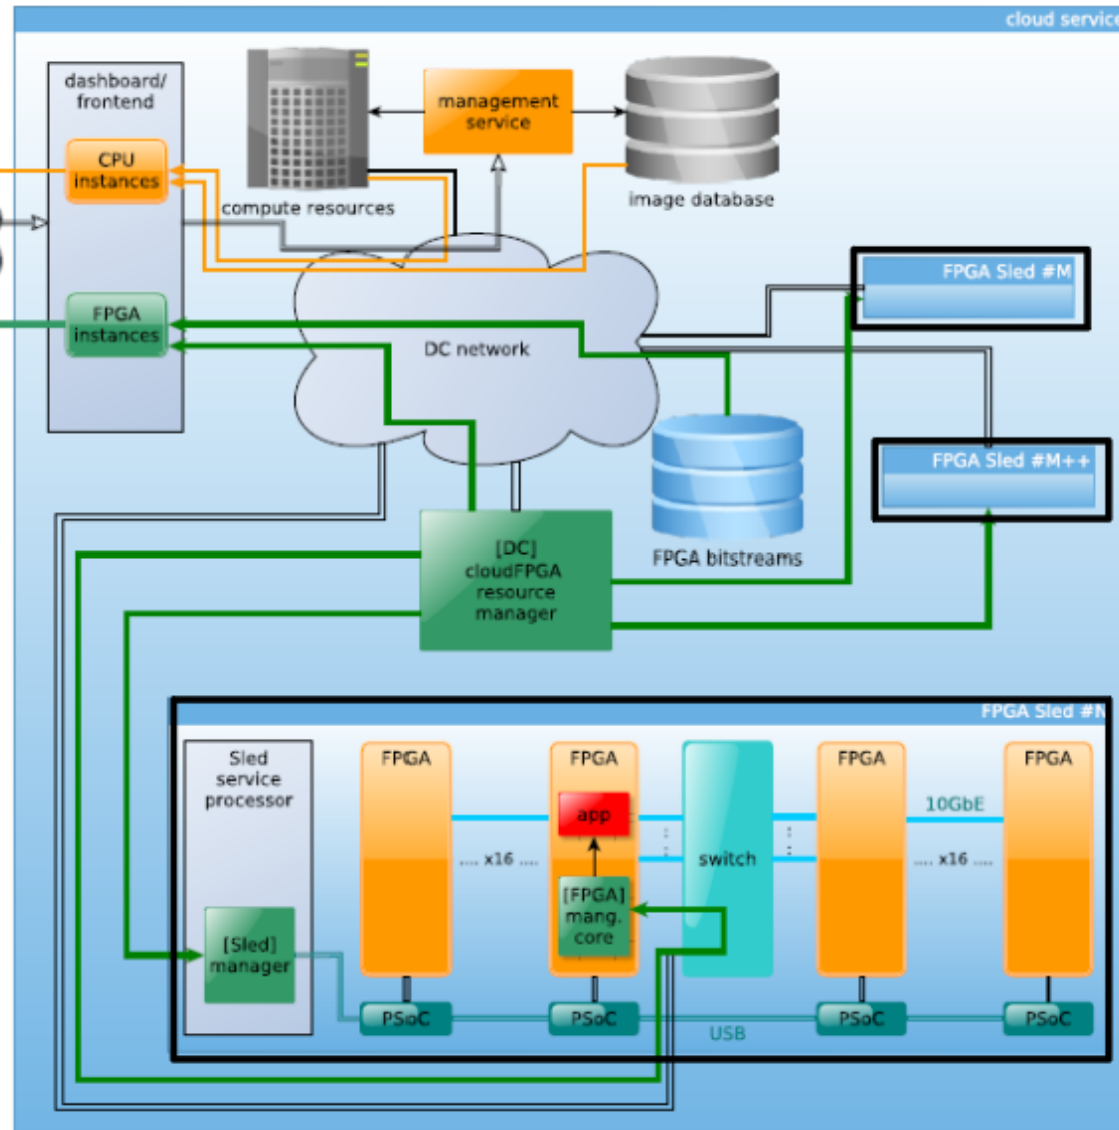 cloud service
dashboard/
frontend
CPU
instances
FPGA
instances
compute resources
management
service
image database
DC network
FPGA Sled #M
FPGA Sled #M++
FPGA bitstreams
[DC]
cloudFPGA
resource
manager
FPGA Sled #N
Sled
service
processor
[Sled]
manager
FPGA
FPGA
app
[FPGA]
mang.
core
switch
FPGA
FPGA
10GbE
.... x16 ....
.... x16 ....
PSoC
PSoC
USB
PSoC
PSoC